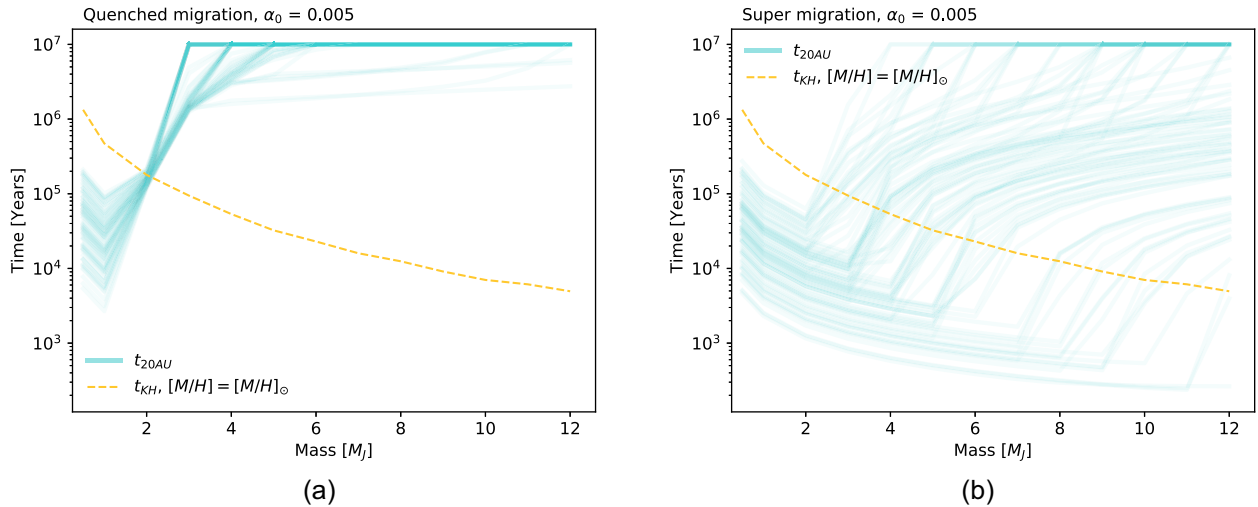 Quenched migration, α₀ = 0.005
Time [Years]
10⁷
10⁶
10⁵
10⁴
10³
t₂₀AU
t_KH, [M/H] = [M/H]⊙
2 4 6 8 10 12
Mass [M_J]
(a)
Super migration, α₀ = 0.005
Time [Years]
10⁷
10⁶
10⁵
10⁴
10³
t₂₀AU
t_KH, [M/H] = [M/H]⊙
2 4 6 8 10 12
Mass [M_J]
(b)